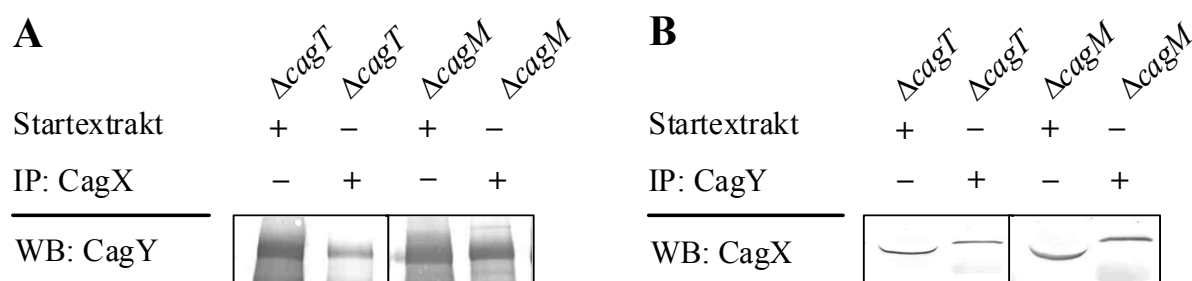 A
ΔcagT ΔcagT ΔcagM ΔcagM
Startextrakt + – + –
IP: CagX – + – +
WB: CagY
B
ΔcagT ΔcagT ΔcagM ΔcagM
Startextrakt + – + –
IP: CagY – + – +
WB: CagX